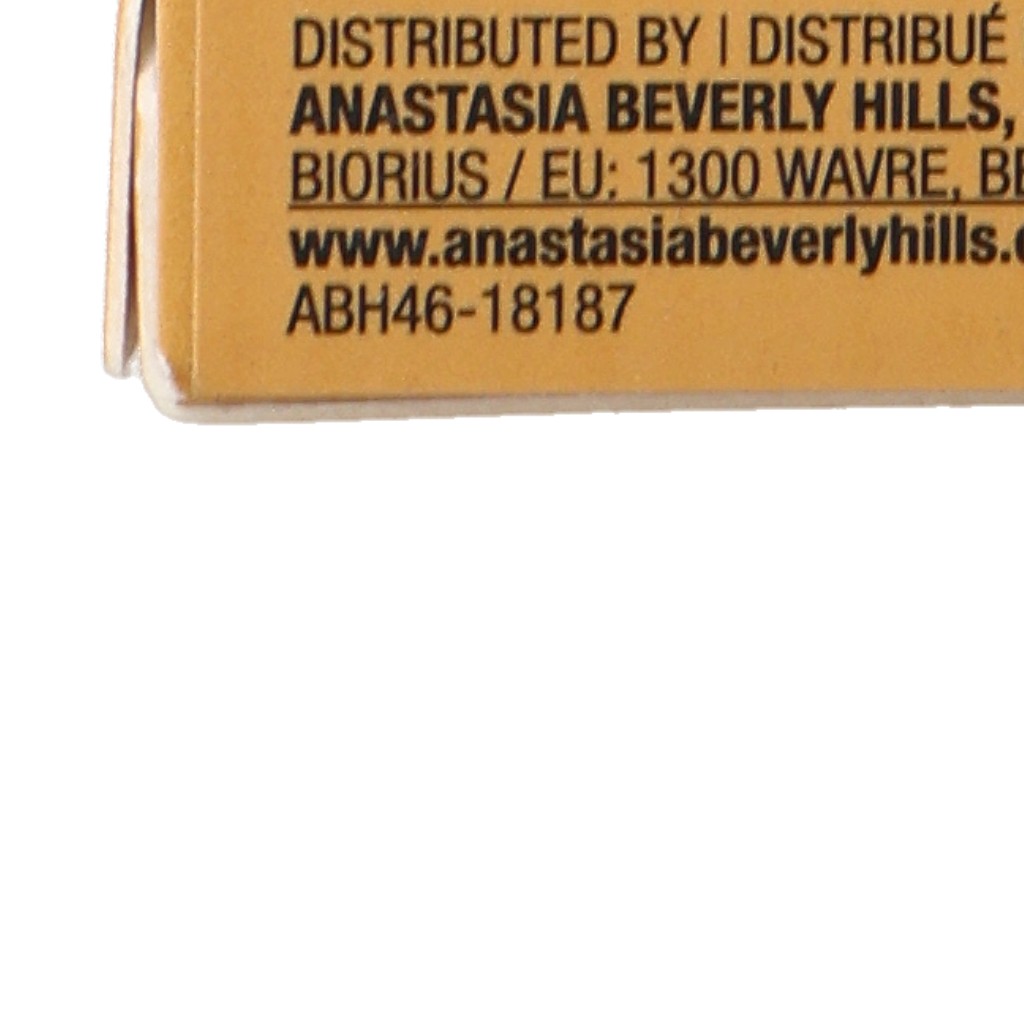 DISTRIBUTED BY | DISTRIBUÉ
ANASTASIA BEVERLY HILLS,
BIORIUS / EU: 1300 WAVRE,
www.anastasiabeverlyhills.
ABH46-18187